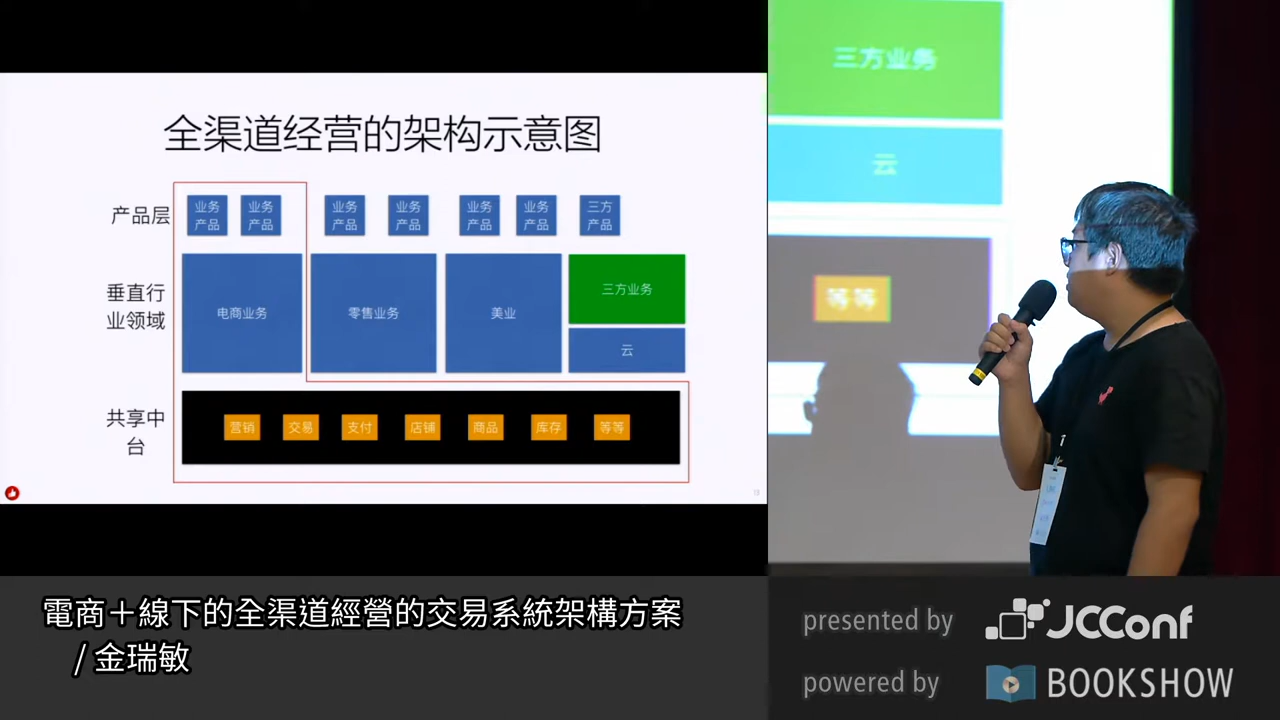 全渠道经营的架构示意图
产品层
业务
产品
业务
产品
业务
产品
业务
产品
业务
产品
业务
产品
三方
产品
垂直行
业领域
电商业务
零售业务
美业
三方业务
云
共享中
台
营销
交易
支付
店铺
商品
库存
等等
三方业务
云
等等
電商＋線下的全渠道經營的交易系統架構方案
/ 金瑞敏
presented by
JCConf
powered by
BOOKSHOW